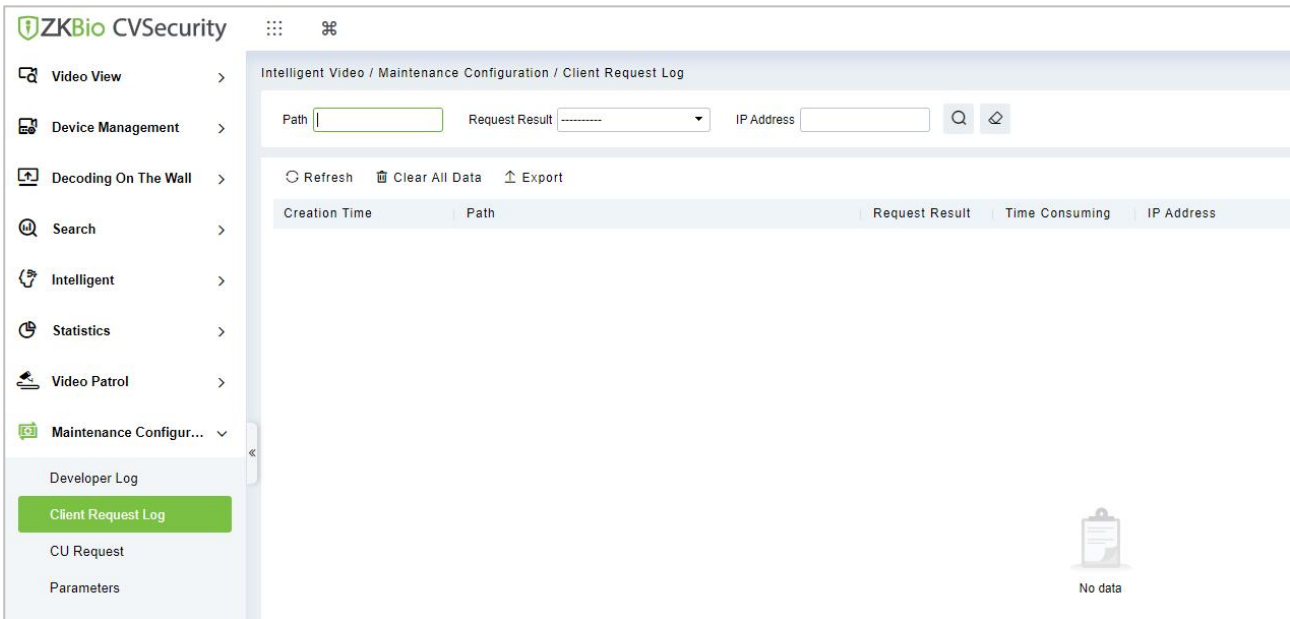 ZKBio CVSecurity
Video View
Device Management
Decoding On The Wall
Search
Intelligent
Statistics
Video Patrol
Maintenance Configur...
Developer Log
Client Request Log
CU Request
Parameters
Intelligent Video / Maintenance Configuration / Client Request Log
Path Request Result ---------- IP Address
Refresh Clear All Data Export
Creation Time Path Request Result Time Consuming IP Address
No data